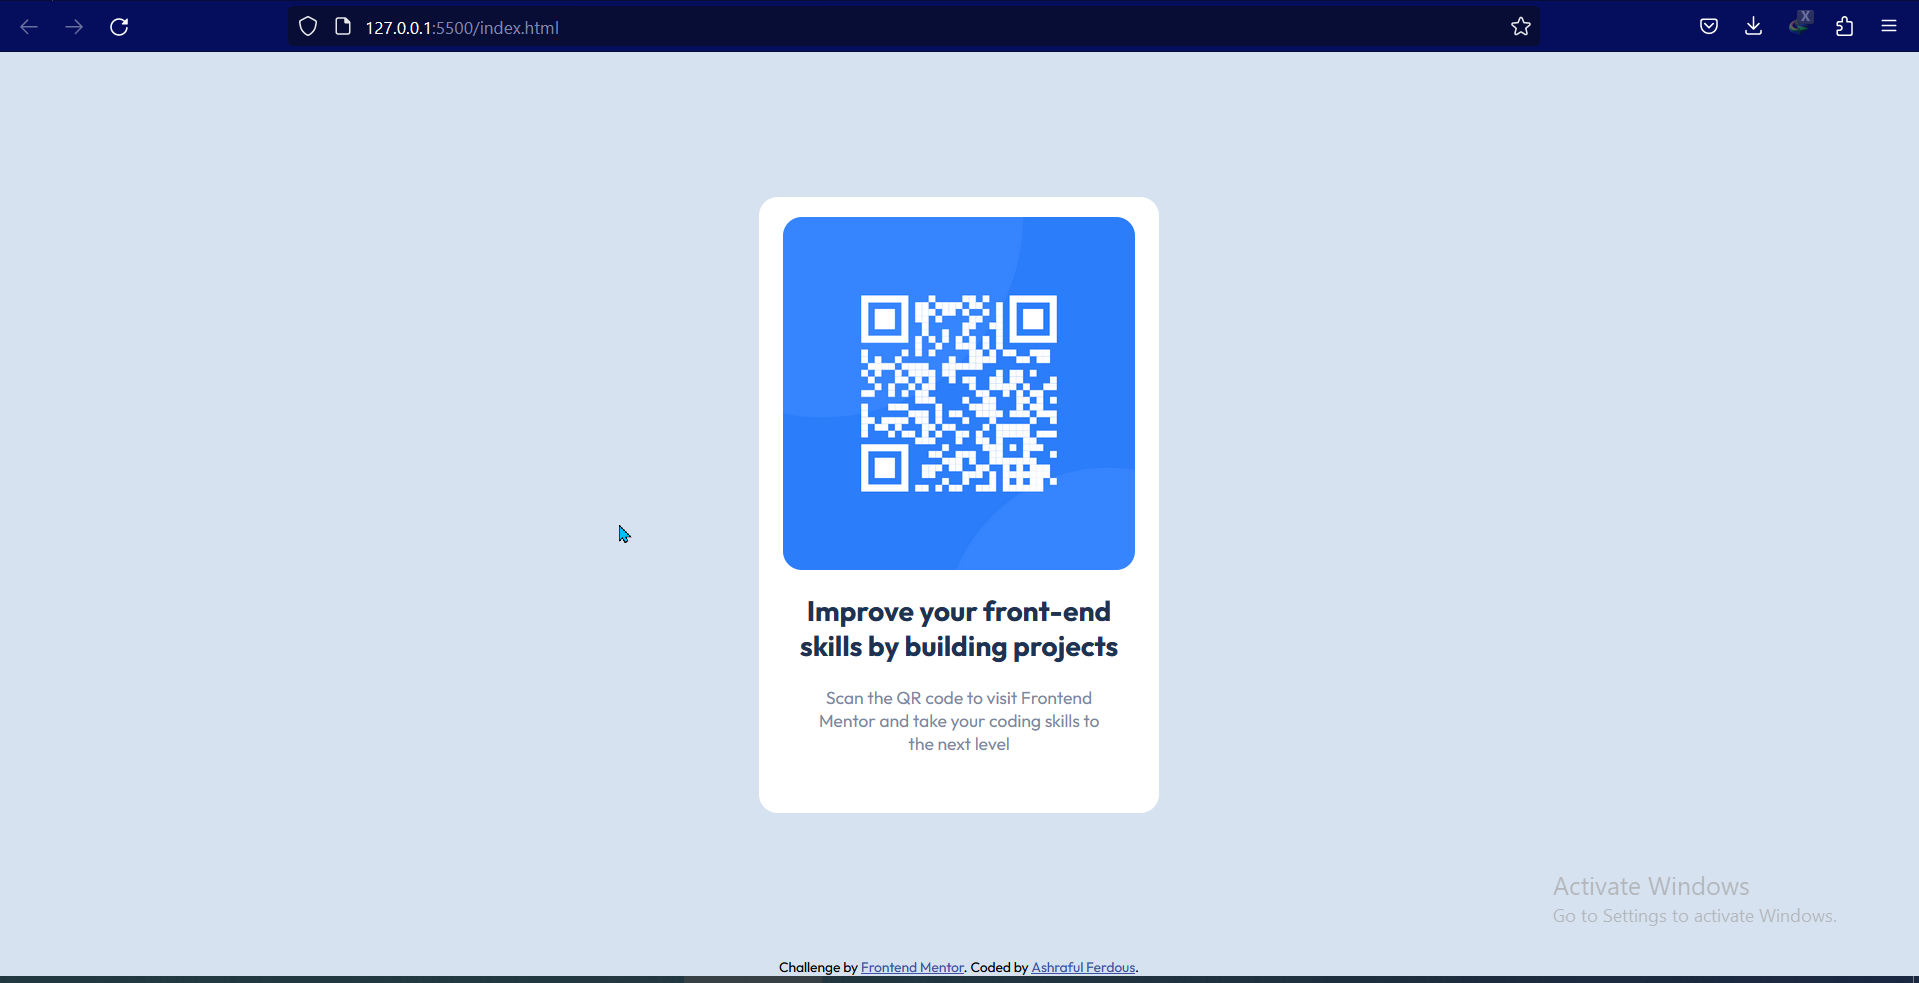 127.0.0.1:5500/index.html
X
Improve your front-end
skills by building projects
Scan the QR code to visit Frontend
Mentor and take your coding skills to
the next level
Activate Windows
Go to Settings to activate Windows.
Challenge by Frontend Mentor. Coded by Ashraful Ferdous.